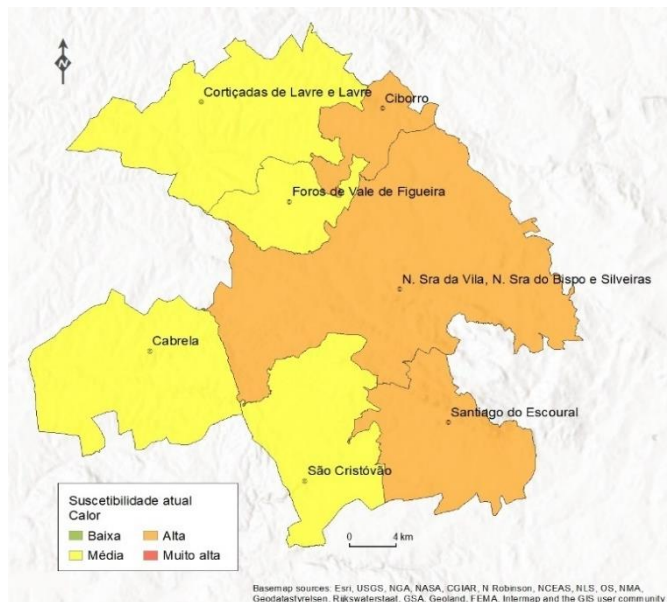 N
Cortiçadas de Lavre e Lavre
Ciborro
Foros de Vale de Figueira
N. Sra da Vila, N. Sra do Bispo e Silveiras
Cabrela
Santiago do Escoural
São Cristóvão
Suscetibilidade atual
Calor
Baixa Alta
Média Muito alta
0 4 km
Basemap sources: Esri, USGS, NGA, NASA, CGIAR, N Robinson, NCEAS, NLS, OS, NMA,
Geodatastyrelsen, Rijkswaterstaat, GSA, Geoland, FEMA, Intermap and the GIS user community